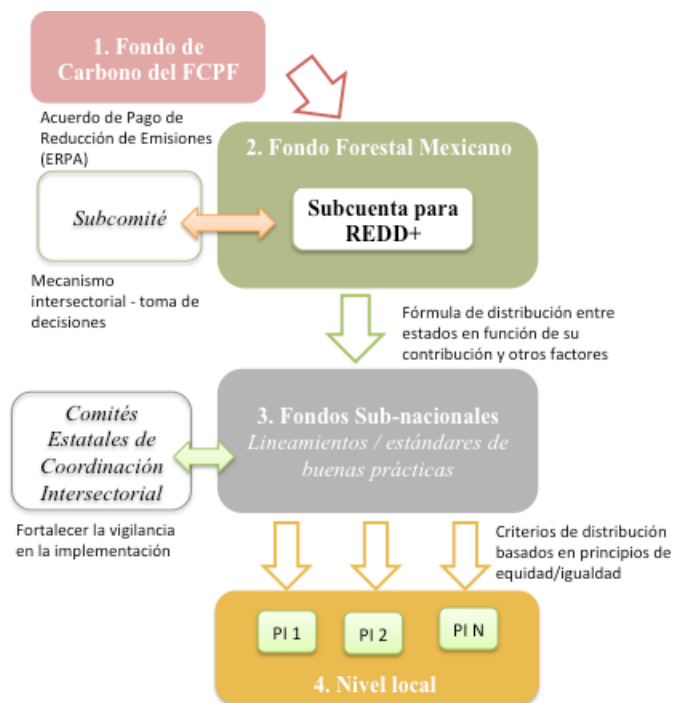 1. Fondo de
Carbono del FCPF
Acuerdo de Pago de
Reducción de Emisiones
(ERPA)
2. Fondo Forestal Mexicano
Subcomité
Subcuenta para
REDD+
Mecanismo
intersectorial - toma de
decisiones
Fórmula de distribución entre
estados en función de su
contribución y otros factores
Comités
Estatales de
Coordinación
Intersectorial
3. Fondos Sub-nacionales
Lineamientos / estándares de
buenas prácticas
Fortalecer la vigilancia
en la implementación
Criterios de distribución
basados en principios de
equidad/igualdad
PI 1
PI 2
PI N
4. Nivel local